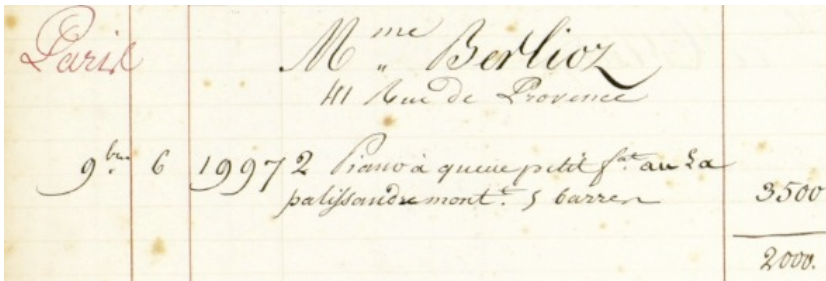 Paris
Mme „ Berlioz
41 Rue de Provence
9bre 6 19972 Piano à queue petit fat au La
palissandre mont.t 5 barres
3500
2000.